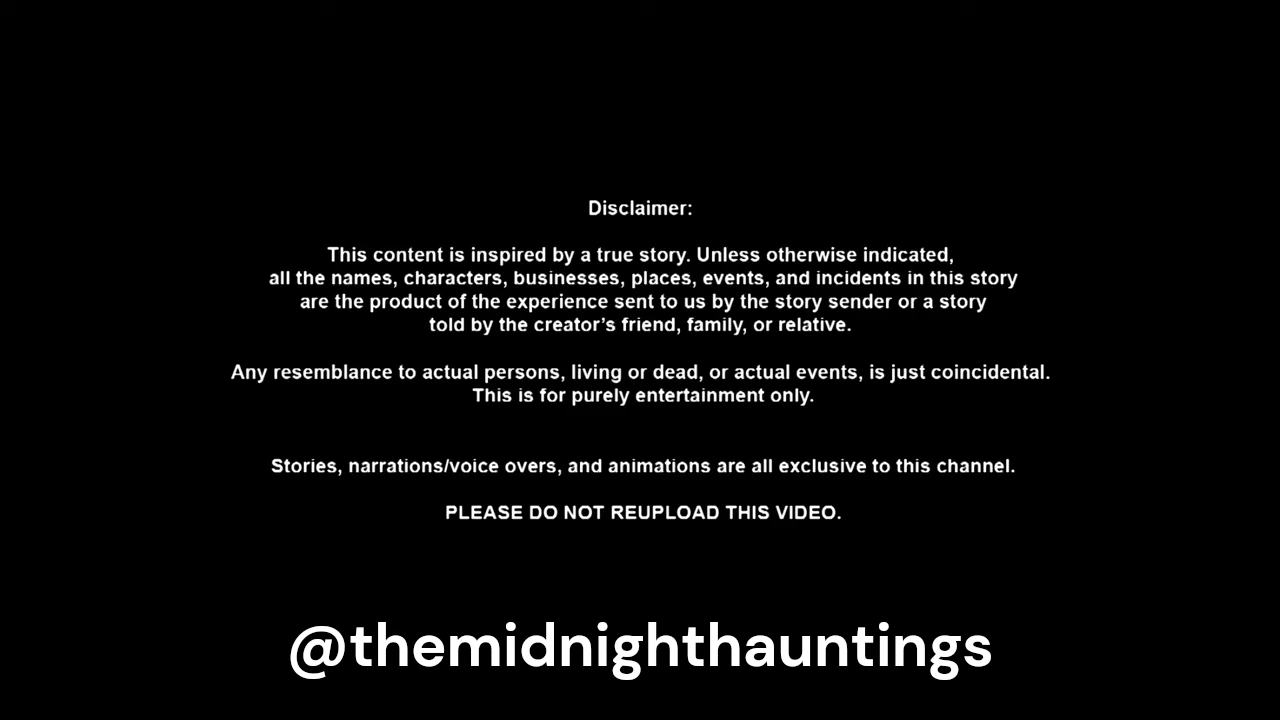 Disclaimer:
This content is inspired by a true story. Unless otherwise indicated,
all the names, characters, businesses, places, events, and incidents in this story
are the product of the experience sent to us by the story sender or a story
told by the creator’s friend, family, or relative.
Any resemblance to actual persons, living or dead, or actual events, is just coincidental.
This is for purely entertainment only.
Stories, narrations/voice overs, and animations are all exclusive to this channel.
PLEASE DO NOT REUPLOAD THIS VIDEO.
@themidnighthauntings